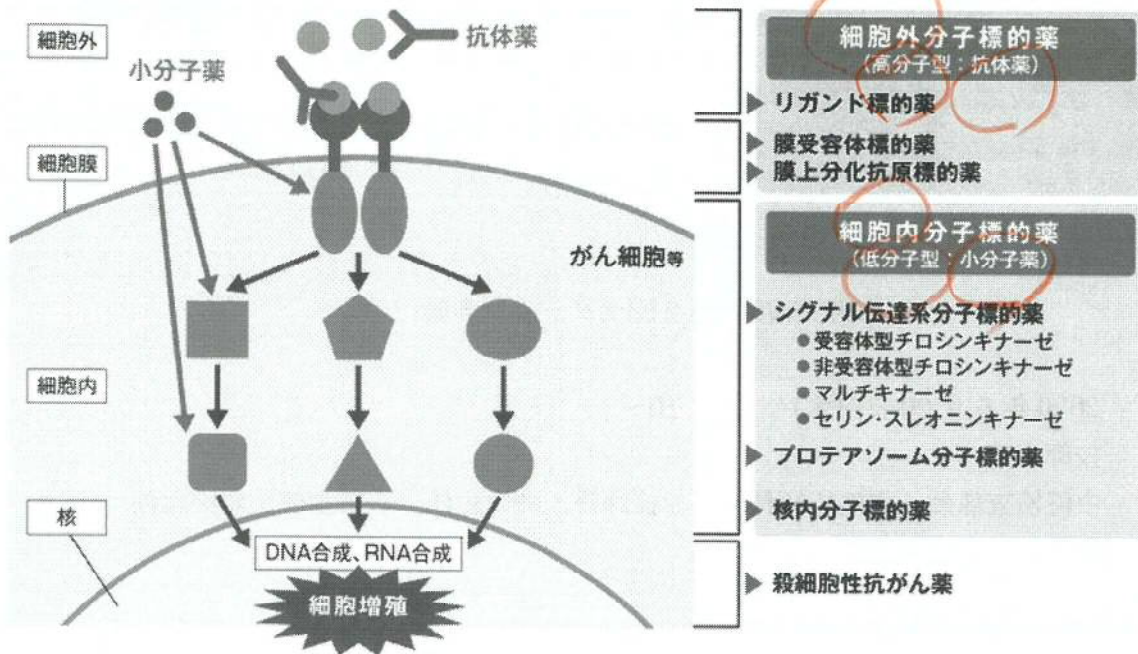 細胞外
抗体薬
小分子薬
細胞膜
がん細胞等
細胞内
核
DNA合成、RNA合成
細胞増殖
細胞外分子標的薬
(高分子型：抗体薬)
▶ リガンド標的薬
▶ 膜受容体標的薬
▶ 膜上分化抗原標的薬
細胞内分子標的薬
(低分子型：小分子薬)
▶ シグナル伝達系分子標的薬
●受容体型チロシンキナーゼ
●非受容体型チロシンキナーゼ
●マルチキナーゼ
●セリン・スレオニンキナーゼ
▶ プロテアソーム分子標的薬
▶ 核内分子標的薬
▶ 殺細胞性抗がん薬